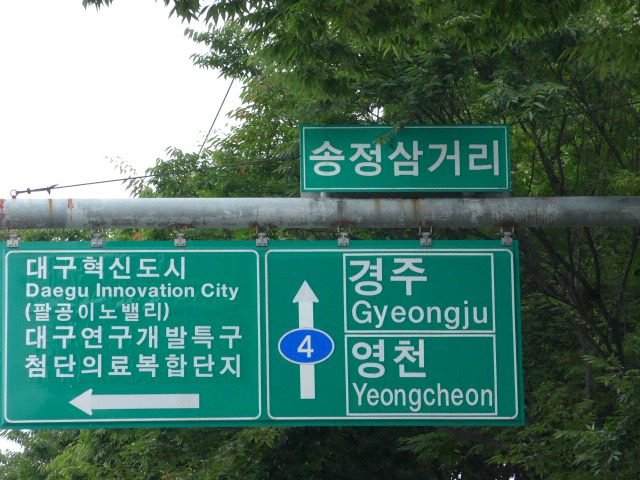 송정삼거리
대구혁신도시
Daegu Innovation City
(팔공이노밸리)
대구연구개발특구
첨단의료복합단지
4
경주
Gyeongju
영천
Yeongcheon